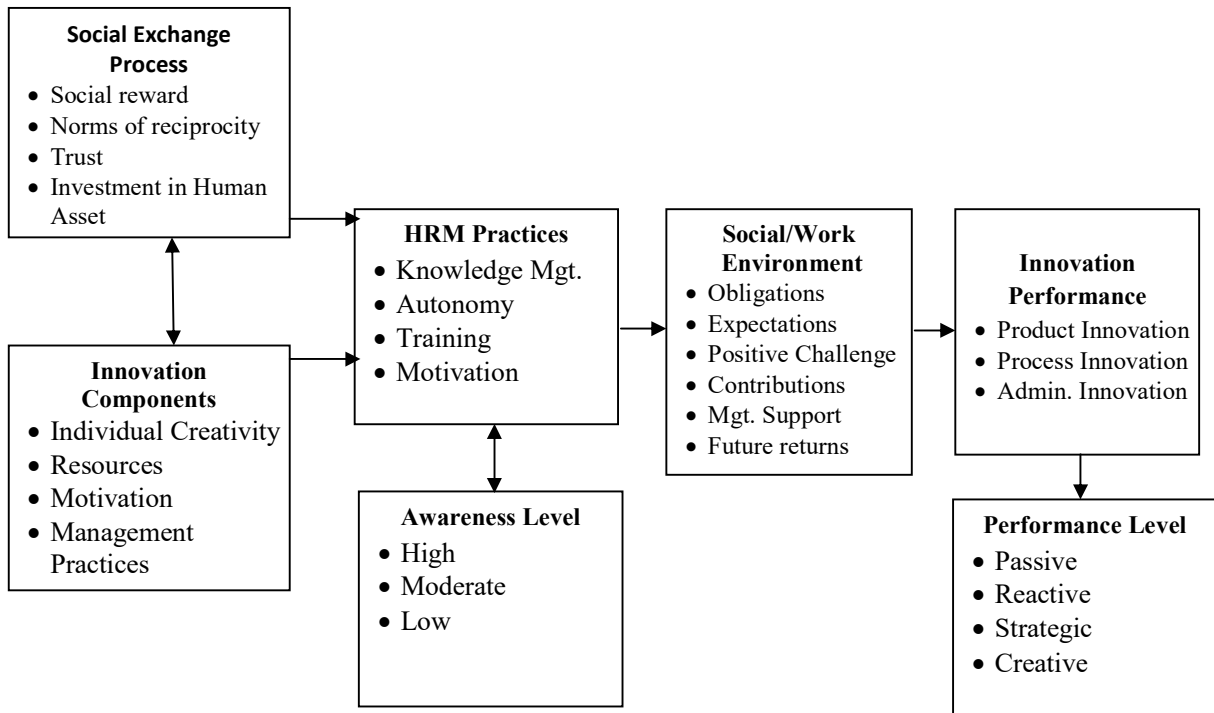 Social Exchange
Process
• Social reward
• Norms of reciprocity
• Trust
• Investment in Human
Asset
Innovation
Components
• Individual Creativity
• Resources
• Motivation
• Management
Practices
HRM Practices
• Knowledge Mgt.
• Autonomy
• Training
• Motivation
Awareness Level
• High
• Moderate
• Low
Social/Work
Environment
• Obligations
• Expectations
• Positive Challenge
• Contributions
• Mgt. Support
• Future returns
Innovation
Performance
• Product Innovation
• Process Innovation
• Admin. Innovation
Performance Level
• Passive
• Reactive
• Strategic
• Creative